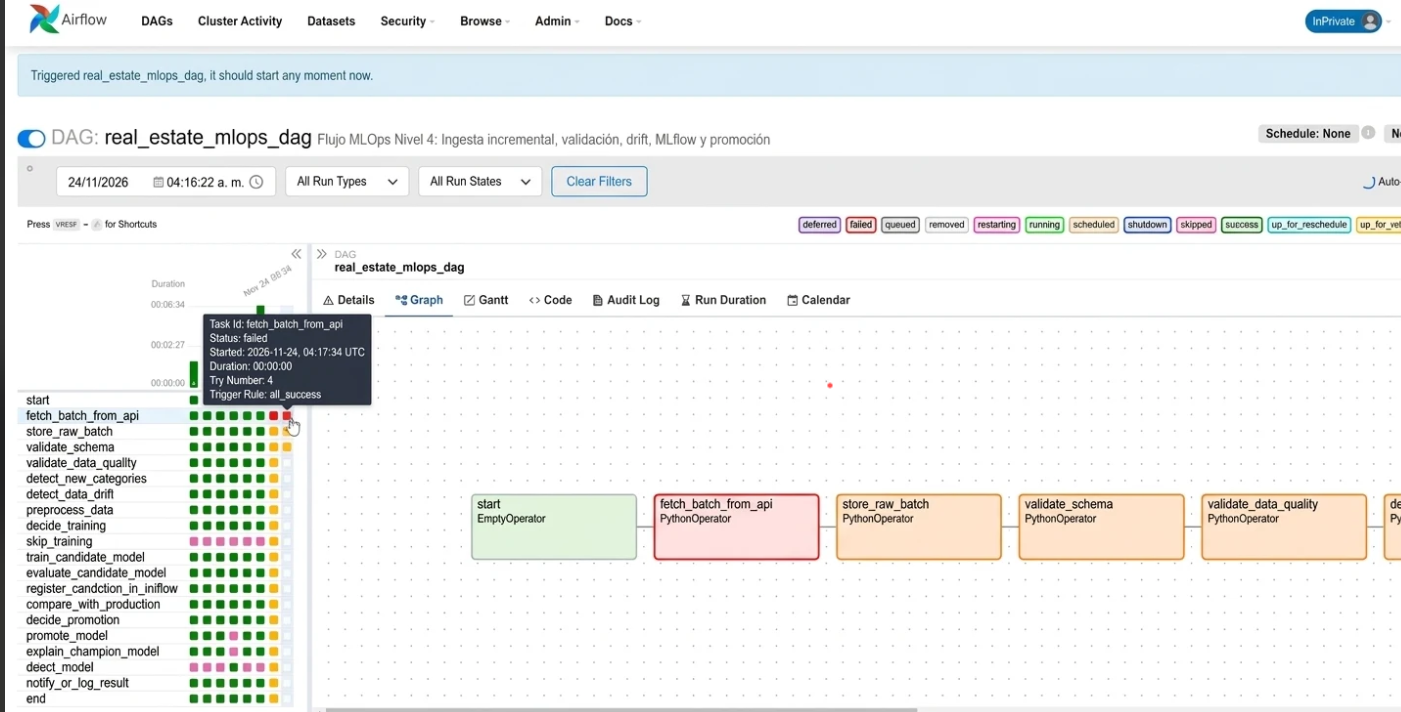 Airflow DAGs Cluster Activity Datasets Security Browse Admin Docs InPrivate
Triggered real_estate_mlops_dag, it should start any moment now.
DAG: real_estate_mlops_dag Flujo MLOps Nivel 4: Ingesta incremental, validación, drift, MLflow y promoción Schedule: None
24/11/2026 04:16:22 a. m. All Run Types All Run States Clear Filters Auto-
Press VRESF – for Shortcuts
deferred failed queued removed restarting running scheduled shutdown skipped success up_for_reschedule
DAG
real_estate_mlops_dag
Details Graph Gantt Code Audit Log Run Duration Calendar
Duration
00:06:34
00:02:27
00:00:00
Task Id: fetch_batch_from_api
Status: failed
Started: 2026-11-24, 04:17:34 UTC
Duration: 00:00:00
Try Number: 4
Trigger Rule: all_success
start
fetch_batch_from_api
store_raw_batch
validate_schema
validate_data_quallty
detect_new_categories
detect_data_drift
preprocess_data
decide_training
skip_training
train_candidate_model
evaluate_candidate_model
register_candction_in_iniflow
compare_with_production
decide_promotion
promote_model
explain_champion_model
deect_model
notify_or_log_result
end
start
EmptyOperator
fetch_batch_from_api
PythonOperator
store_raw_batch
PythonOperator
validate_schema
PythonOperator
validate_data_quality
PythonOperator
de